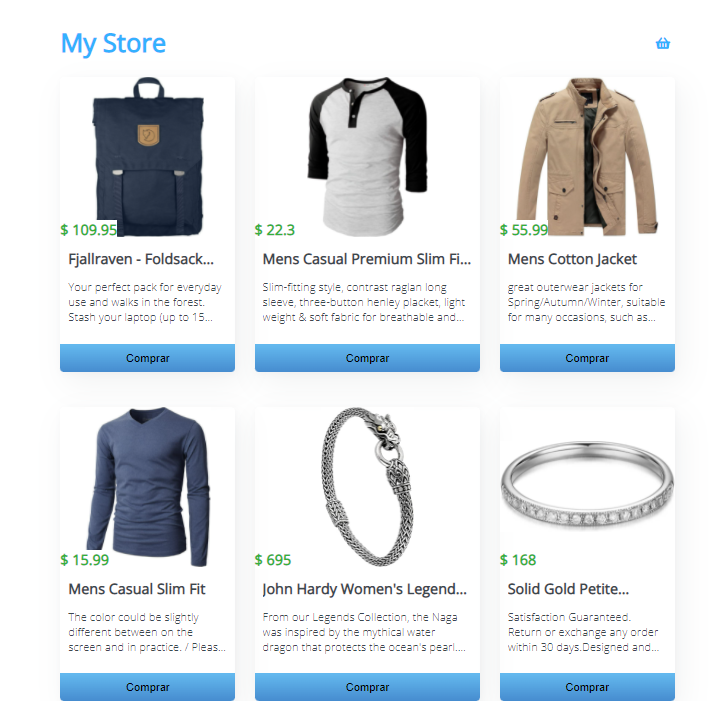 My Store
$ 109.95
Fjallraven - Foldsack...
Your perfect pack for everyday
use and walks in the forest.
Stash your laptop (up to 15...
Comprar
$ 22.3
Mens Casual Premium Slim Fi...
Slim-fitting style, contrast raglan long
sleeve, three-button henley placket, light
weight & soft fabric for breathable and...
Comprar
$ 55.99
Mens Cotton Jacket
great outerwear jackets for
Spring/Autumn/Winter, suitable
for many occasions, such as...
Comprar
$ 15.99
Mens Casual Slim Fit
The color could be slightly
different between on the
screen and in practice. / Pleas...
Comprar
$ 695
John Hardy Women's Legend...
From our Legends Collection, the Naga
was inspired by the mythical water
dragon that protects the ocean's pearl....
Comprar
$ 168
Solid Gold Petite...
Satisfaction Guaranteed.
Return or exchange any order
within 30 days.Designed and...
Comprar